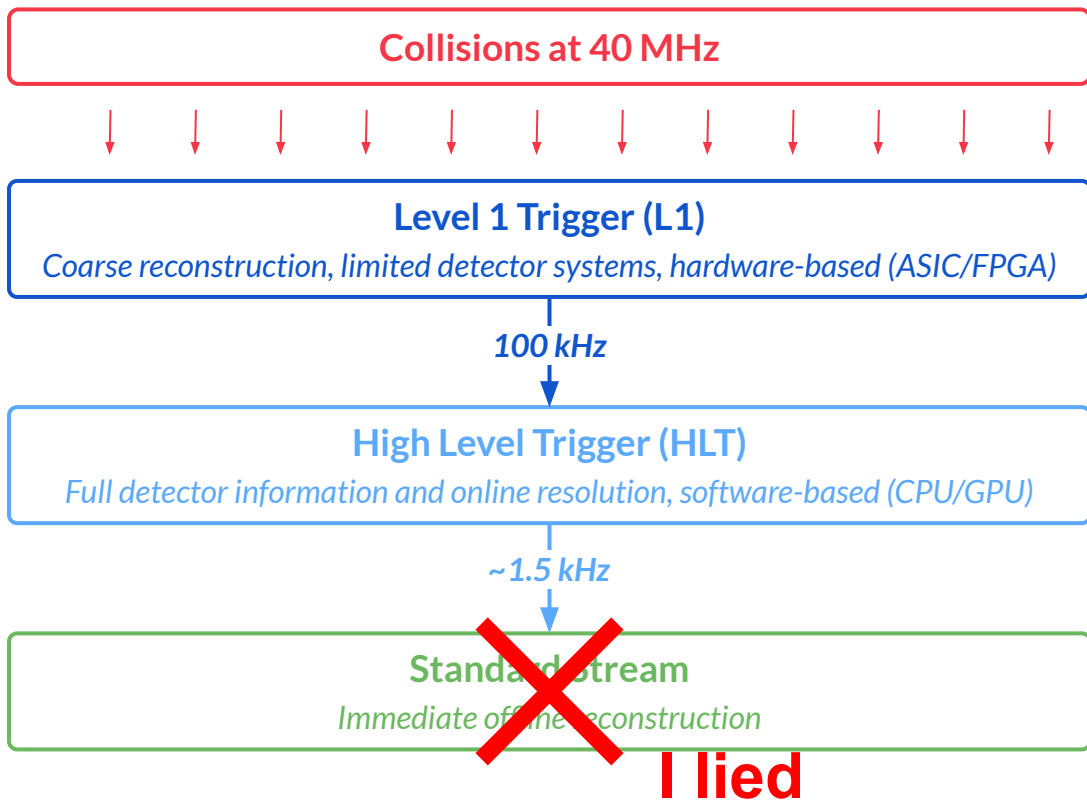 Collisions at 40 MHz
Level 1 Trigger (L1)
Coarse reconstruction, limited detector systems, hardware-based (ASIC/FPGA)
100 kHz
High Level Trigger (HLT)
Full detector information and online resolution, software-based (CPU/GPU)
~1.5 kHz
Standard Stream
Immediate offline reconstruction
I lied